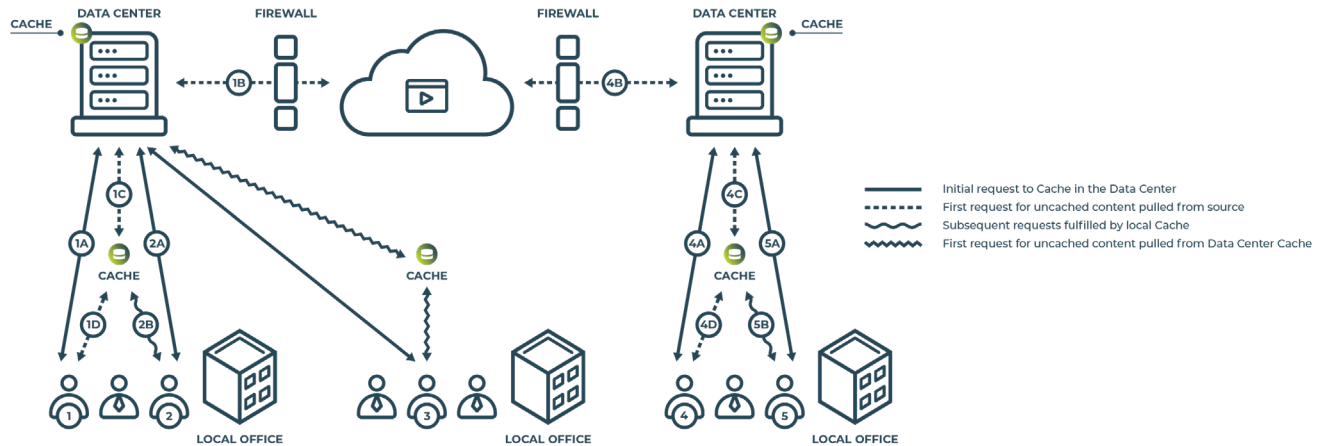 DATA CENTER
FIREWALL
FIREWALL
DATA CENTER
CACHE
CACHE
1B
4B
1C
4C
Initial request to Cache in the Data Center
First request for uncached content pulled from source
Subsequent requests fulfilled by local Cache
First request for uncached content pulled from Data Center Cache
1A
2A
4A
5A
CACHE
CACHE
CACHE
1D
2B
4D
5B
1
2
3
4
5
LOCAL OFFICE
LOCAL OFFICE
LOCAL OFFICE